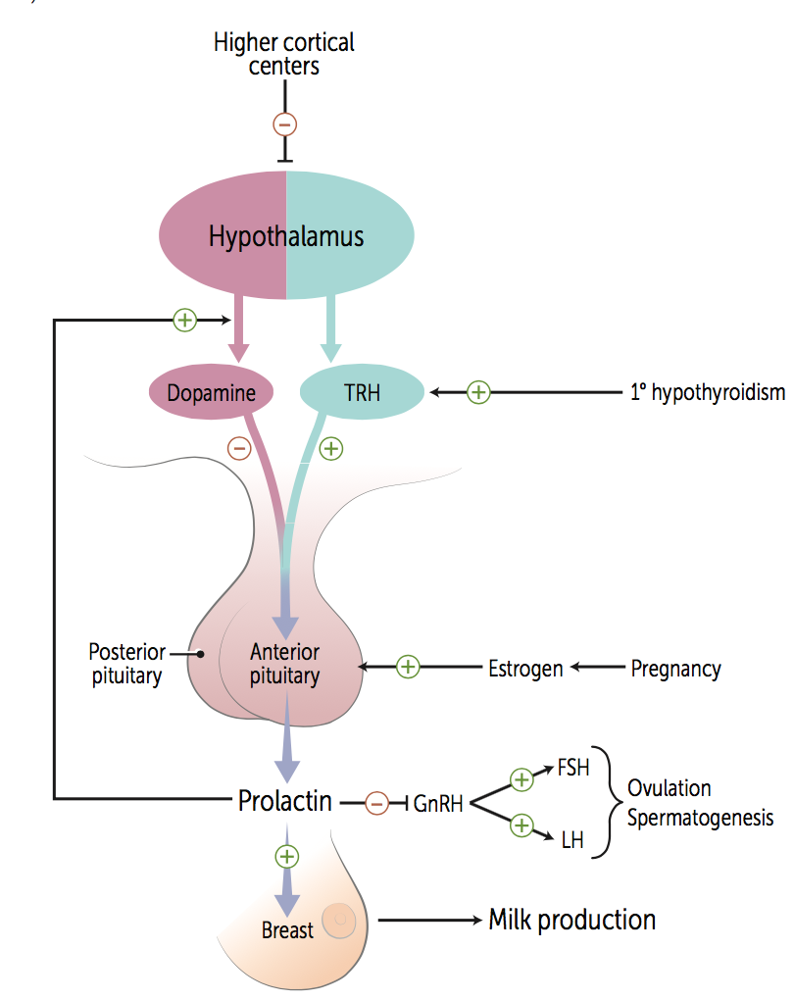 Higher cortical
centers
−
Hypothalamus
+
Dopamine
TRH
+
1° hypothyroidism
−
+
Posterior
pituitary
Anterior
pituitary
+
Estrogen
Pregnancy
Prolactin
−
GnRH
+
FSH
+
LH
Ovulation
Spermatogenesis
+
Breast
Milk production